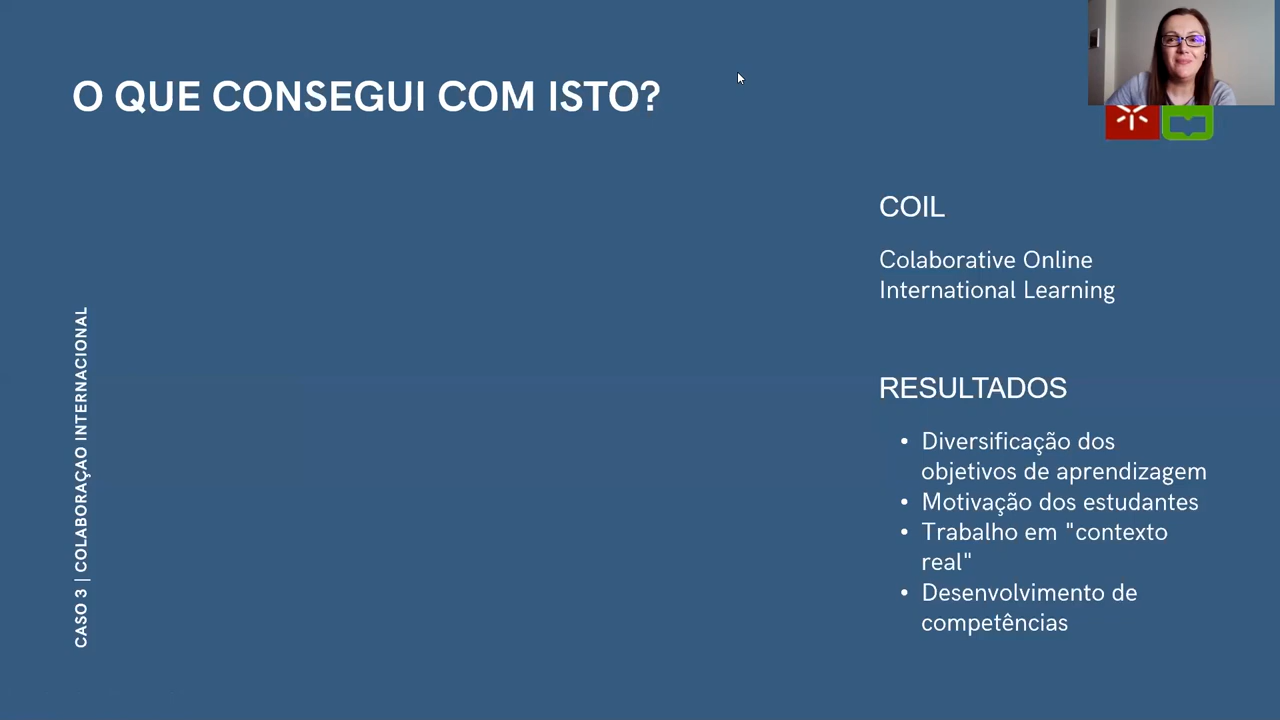 O QUE CONSEGUI COM ISTO?
COIL
Colaborative Online
International Learning
RESULTADOS
• Diversificação dos
objetivos de aprendizagem
• Motivação dos estudantes
• Trabalho em "contexto
real"
• Desenvolvimento de
competências
CASO 3 | COLABORAÇAO INTERNACIONAL